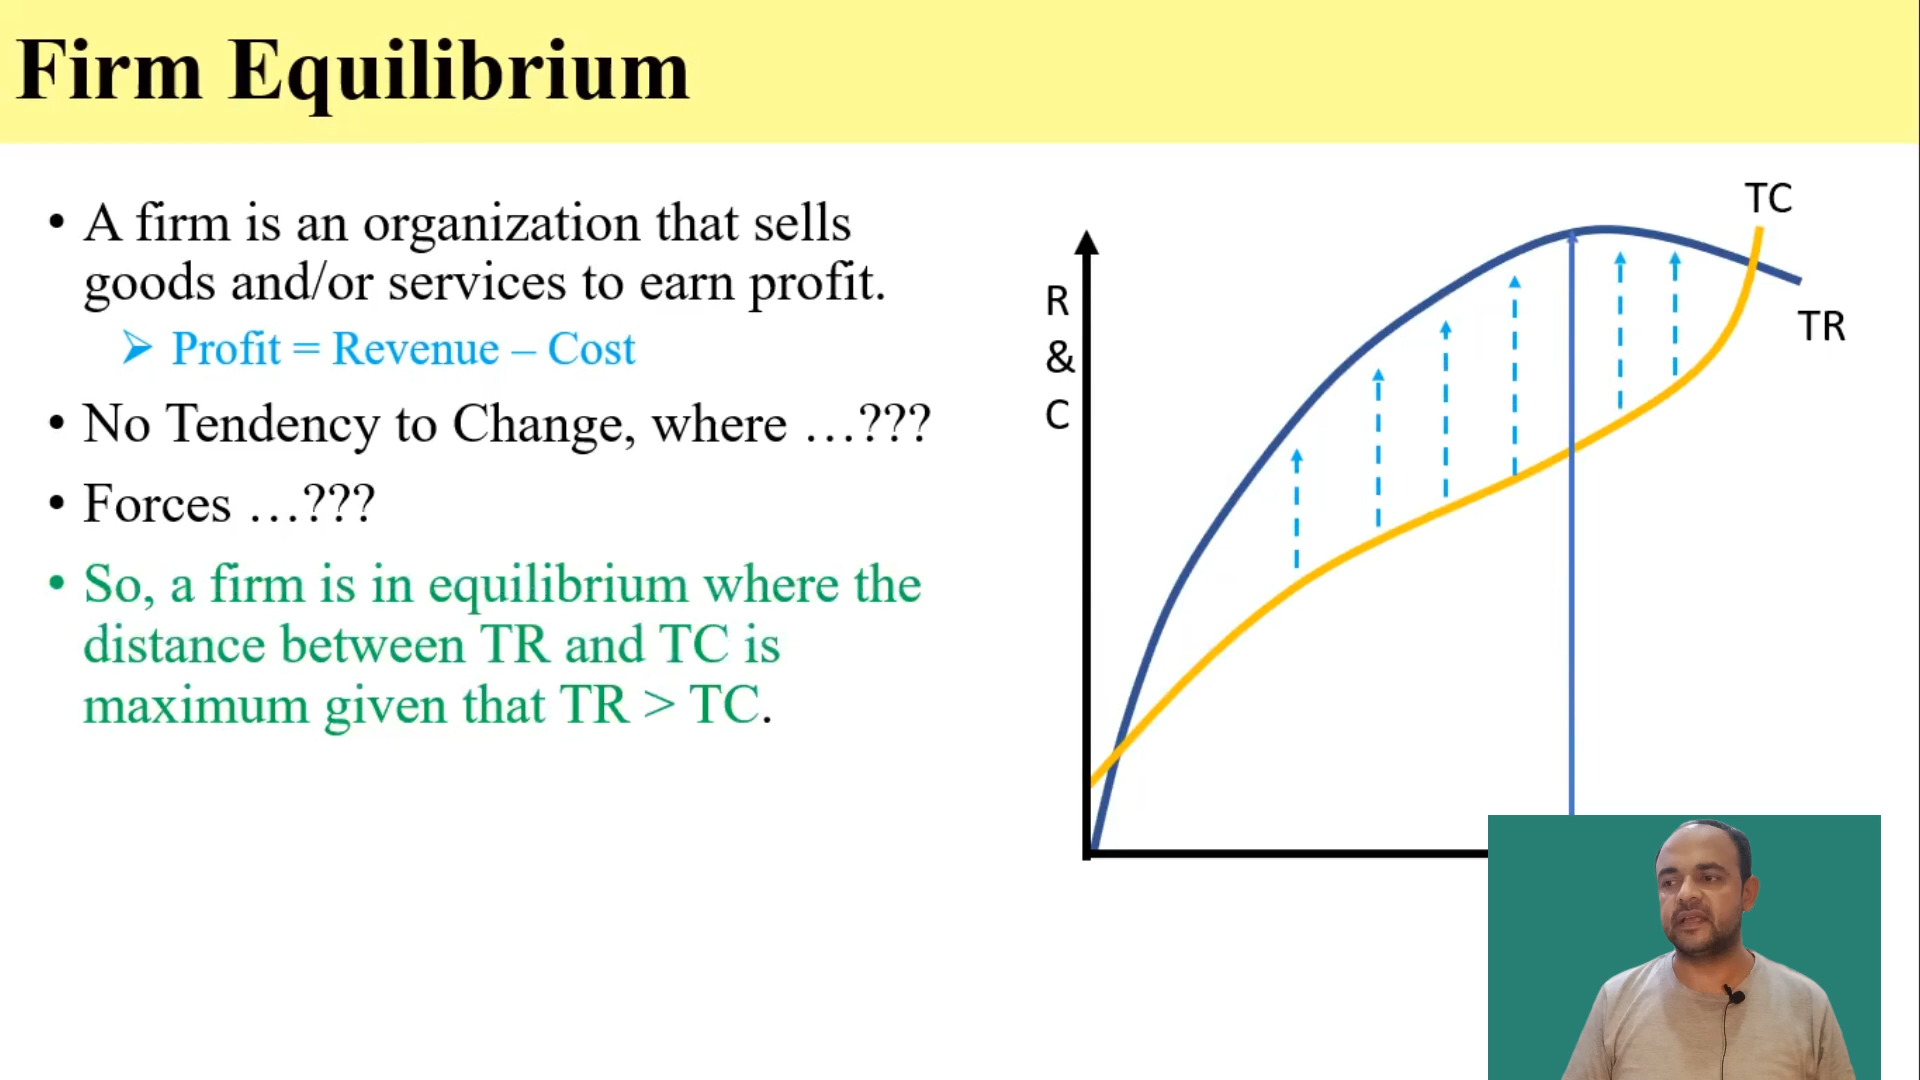 Firm Equilibrium
• A firm is an organization that sells
goods and/or services to earn profit.
➢ Profit = Revenue – Cost
• No Tendency to Change, where …???
• Forces …???
• So, a firm is in equilibrium where the
distance between TR and TC is
maximum given that TR > TC.
TC
R
&
C
TR